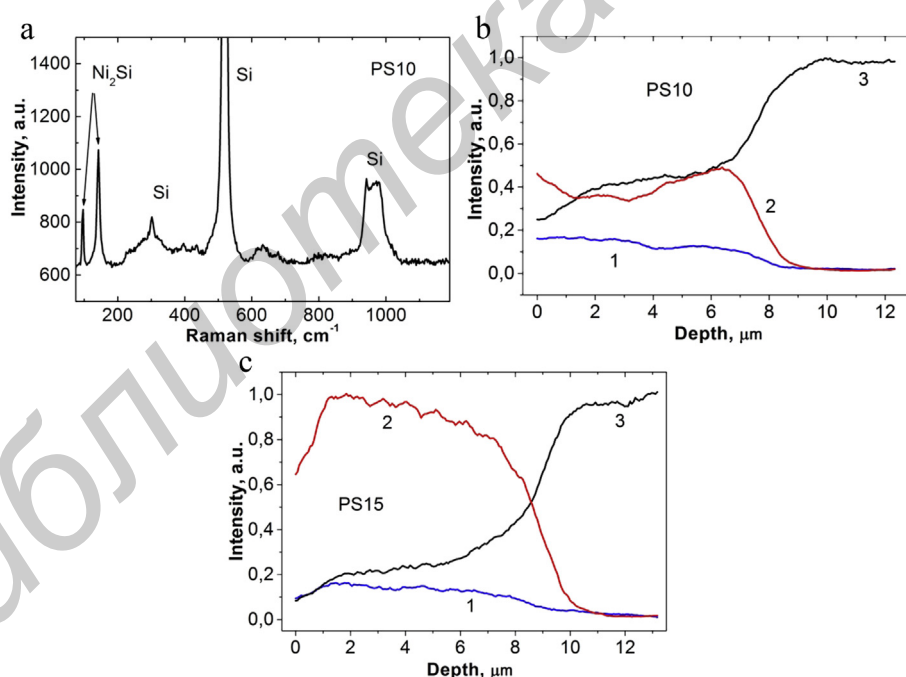 a
Intensity, a.u.
1400
1200
1000
800
600
Ni₂Si
Si
Si
Si
PS10
200 400 600 800 1000
Raman shift, cm⁻¹
b
Intensity, a.u.
1,0
0,8
0,6
0,4
0,2
0,0
PS10
3
2
1
0 2 4 6 8 10 12
Depth, μm
c
Intensity, a.u.
1,0
0,8
0,6
0,4
0,2
0,0
2
3
PS15
1
0 2 4 6 8 10 12
Depth, μm
блиотека